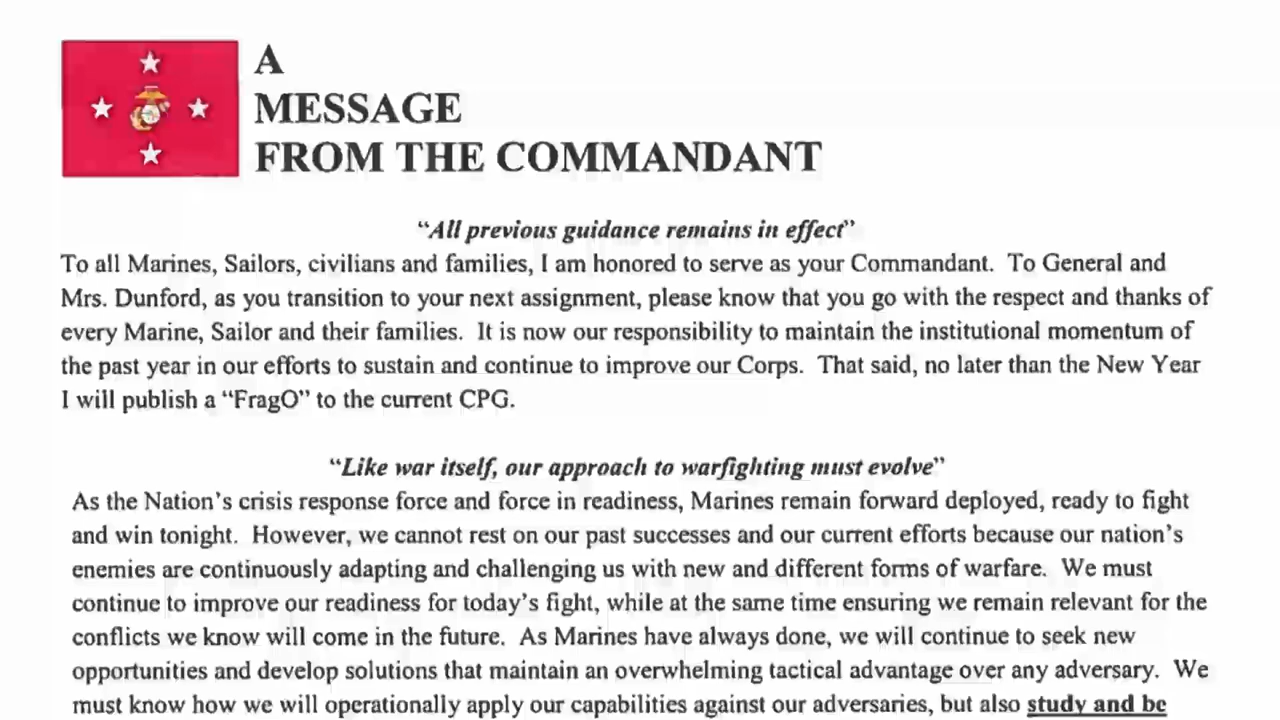 A
MESSAGE
FROM THE COMMANDANT
“All previous guidance remains in effect”
To all Marines, Sailors, civilians and families, I am honored to serve as your Commandant.  To General and
Mrs. Dunford, as you transition to your next assignment, please know that you go with the respect and thanks of
every Marine, Sailor and their families.  It is now our responsibility to maintain the institutional momentum of
the past year in our efforts to sustain and continue to improve our Corps.  That said, no later than the New Year
I will publish a “FragO” to the current CPG.
“Like war itself, our approach to warfighting must evolve”
As the Nation’s crisis response force and force in readiness, Marines remain forward deployed, ready to fight
and win tonight.  However, we cannot rest on our past successes and our current efforts because our nation’s
enemies are continuously adapting and challenging us with new and different forms of warfare.  We must
continue to improve our readiness for today’s fight, while at the same time ensuring we remain relevant for the
conflicts we know will come in the future.  As Marines have always done, we will continue to seek new
opportunities and develop solutions that maintain an overwhelming tactical advantage over any adversary.  We
must know how we will operationally apply our capabilities against our adversaries, but also study and be